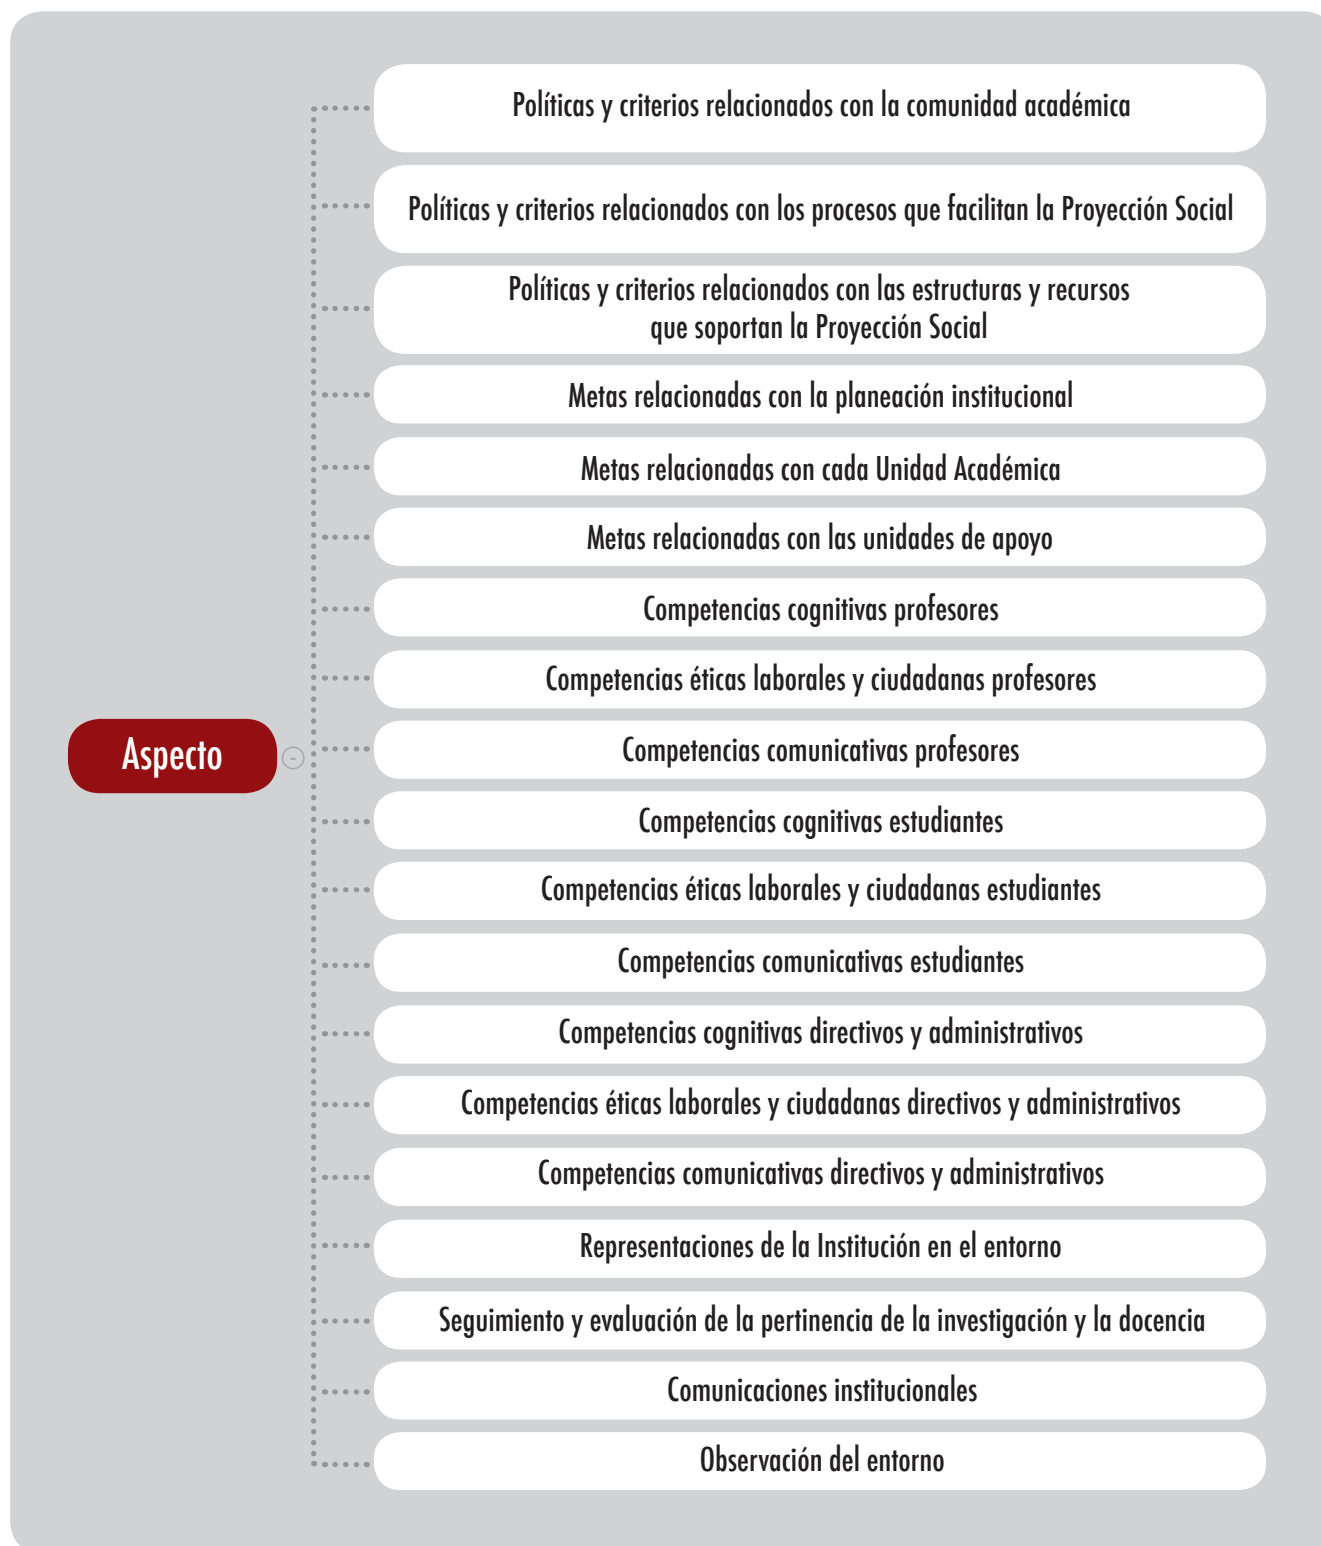 Políticas y criterios relacionados con la comunidad académica
Políticas y criterios relacionados con los procesos que facilitan la Proyección Social
Políticas y criterios relacionados con las estructuras y recursos
que soportan la Proyección Social
Metas relacionadas con la planeación institucional
Metas relacionadas con cada Unidad Académica
Metas relacionadas con las unidades de apoyo
Competencias cognitivas profesores
Competencias éticas laborales y ciudadanas profesores
Aspecto
-
Competencias comunicativas profesores
Competencias cognitivas estudiantes
Competencias éticas laborales y ciudadanas estudiantes
Competencias comunicativas estudiantes
Competencias cognitivas directivos y administrativos
Competencias éticas laborales y ciudadanas directivos y administrativos
Competencias comunicativas directivos y administrativos
Representaciones de la Institución en el entorno
Seguimiento y evaluación de la pertinencia de la investigación y la docencia
Comunicaciones institucionales
Observación del entorno